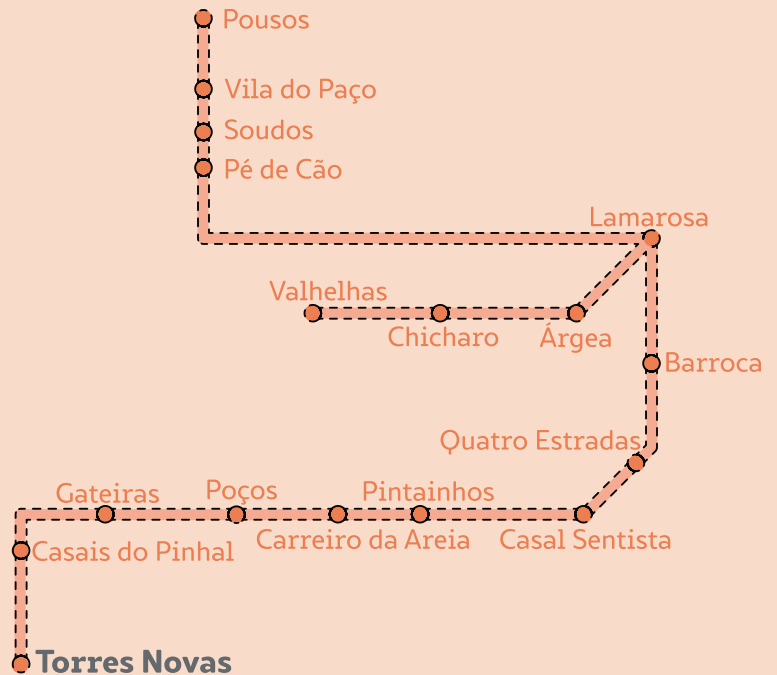 Pousos
Vila do Paço
Soudos
Pé de Cão
Lamarosa
Valhelhas
Chicharo
Árgea
Barroca
Quatro Estradas
Gateiras
Poços
Pintainhos
Carreiro da Areia
Casal Sentista
Casais do Pinhal
Torres Novas